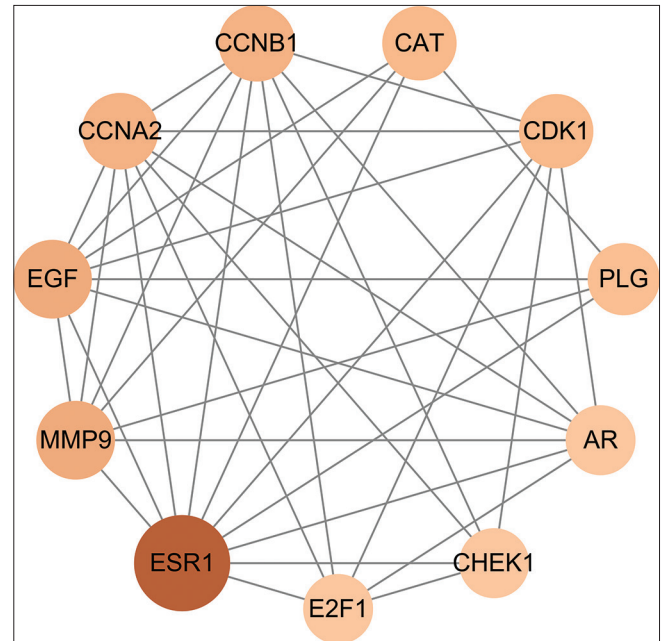 CCNB1
CAT
CCNA2
CDK1
EGF
PLG
MMP9
AR
ESR1
CHEK1
E2F1